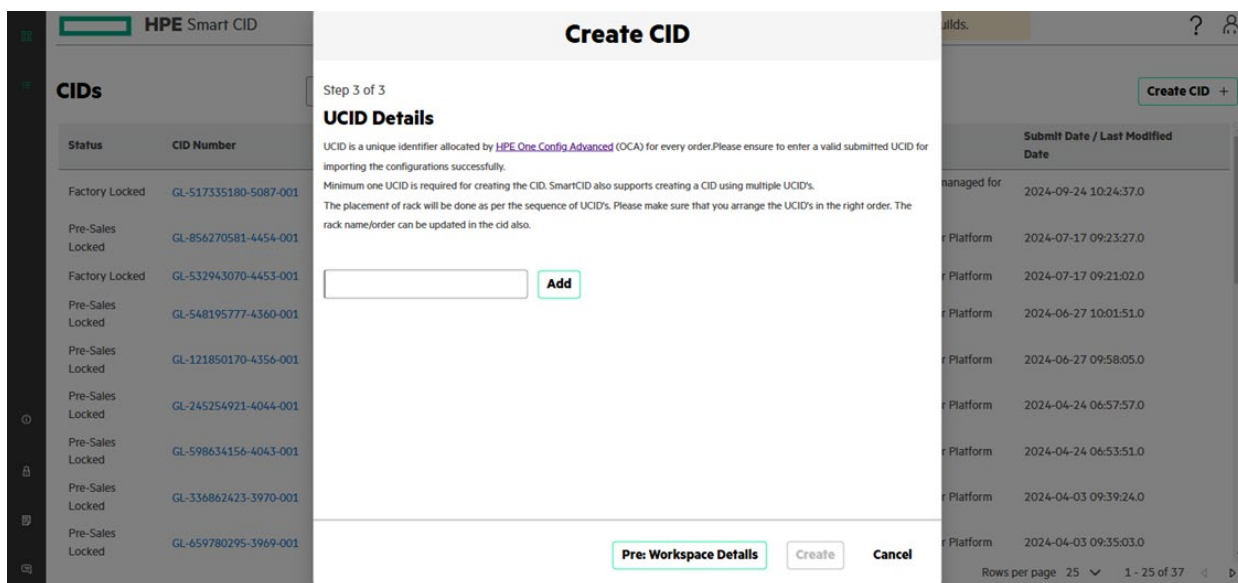 HPE Smart CID
uilds.
?
CIDs
Create CID +
Status
CID Number
Submit Date / Last Modified
Date
Factory Locked
GL-517335180-5087-001
managed for
2024-09-24 10:24:37.0
Pre-Sales
Locked
GL-856270581-4454-001
r Platform
2024-07-17 09:23:27.0
Factory Locked
GL-532943070-4453-001
r Platform
2024-07-17 09:21:02.0
Pre-Sales
Locked
GL-548195777-4360-001
r Platform
2024-06-27 10:01:51.0
Pre-Sales
Locked
GL-121850170-4356-001
r Platform
2024-06-27 09:58:05.0
Pre-Sales
Locked
GL-245254921-4044-001
r Platform
2024-04-24 06:57:57.0
Pre-Sales
Locked
GL-598634156-4043-001
r Platform
2024-04-24 06:53:51.0
Pre-Sales
Locked
GL-336862423-3970-001
r Platform
2024-04-03 09:39:24.0
Pre-Sales
Locked
GL-659780295-3969-001
r Platform
2024-04-03 09:35:03.0
Rows per page 25
1 - 25 of 37
Create CID
Step 3 of 3
UCID Details
UCID is a unique identifier allocated by HPE One Config Advanced (OCA) for every order.Please ensure to enter a valid submitted UCID for
importing the configurations successfully.
Minimum one UCID is required for creating the CID. SmartCID also supports creating a CID using multiple UCID's.
The placement of rack will be done as per the sequence of UCID's. Please make sure that you arrange the UCID's in the right order. The
rack name/order can be updated in the cid also.
Add
Pre: Workspace Details
Create
Cancel